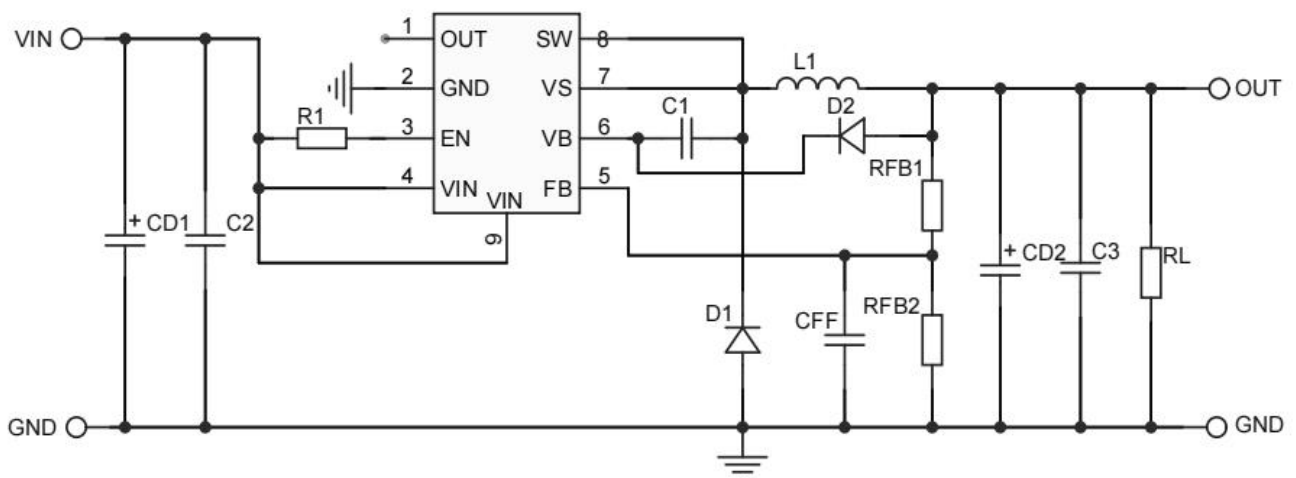 VIN
1
OUT
SW
8
2
GND
VS
7
L1
OUT
R1
C1
D2
3
EN
VB
6
RFB1
4
VIN
VIN
FB
5
9
+ CD1
C2
+ CD2
C3
RL
D1
CFF
RFB2
GND
GND